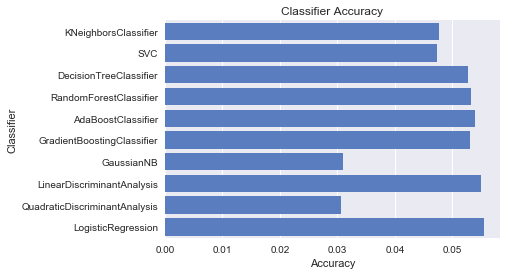 Classifier Accuracy
KNeighborsClassifier
SVC
DecisionTreeClassifier
RandomForestClassifier
AdaBoostClassifier
GradientBoostingClassifier
GaussianNB
LinearDiscriminantAnalysis
QuadraticDiscriminantAnalysis
LogisticRegression
Classifier
0.00 0.01 0.02 0.03 0.04 0.05
Accuracy